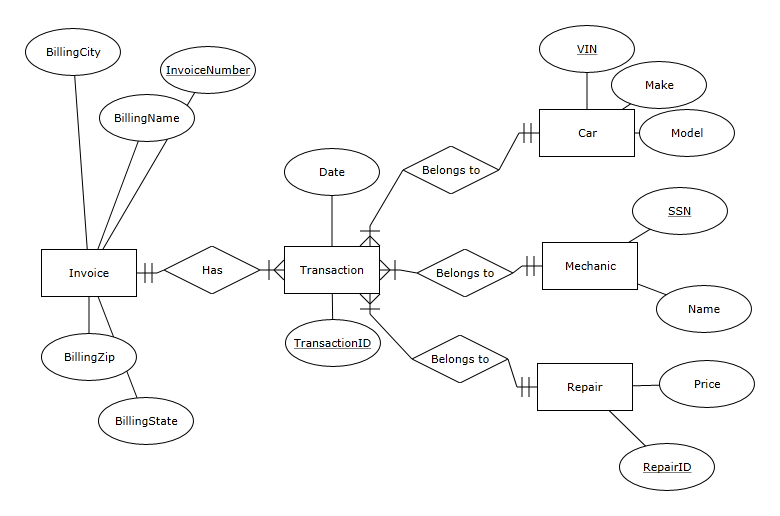 BillingCity
InvoiceNumber
BillingName
VIN
Make
Car
Model
Date
Belongs to
SSN
Invoice
Has
Transaction
Belongs to
Mechanic
Name
BillingZip
TransactionID
Belongs to
Repair
Price
BillingState
RepairID